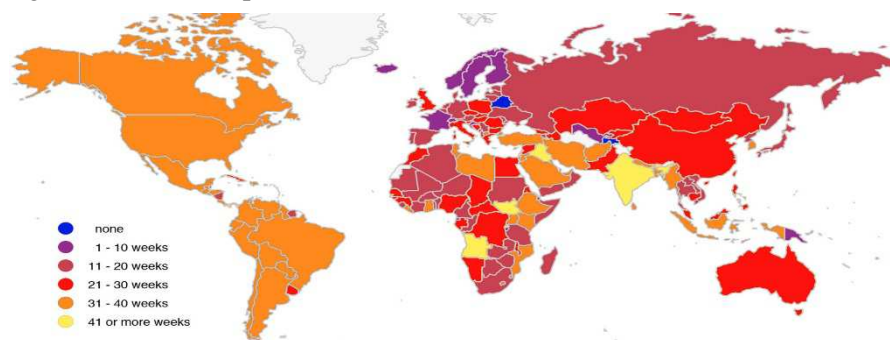 none
1 - 10 weeks
11 - 20 weeks
21 - 30 weeks
31 - 40 weeks
41 or more weeks